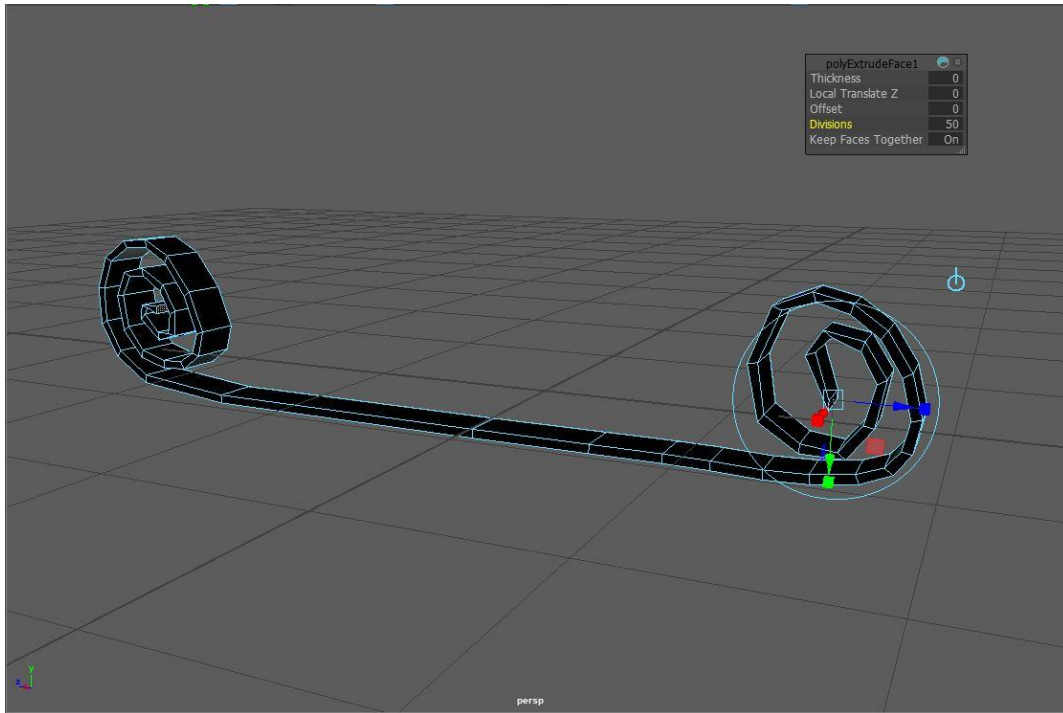 polyExtrudeFace1
Thickness 0
Local Translate Z 0
Offset 0
Divisions 50
Keep Faces Together On
y
z
persp